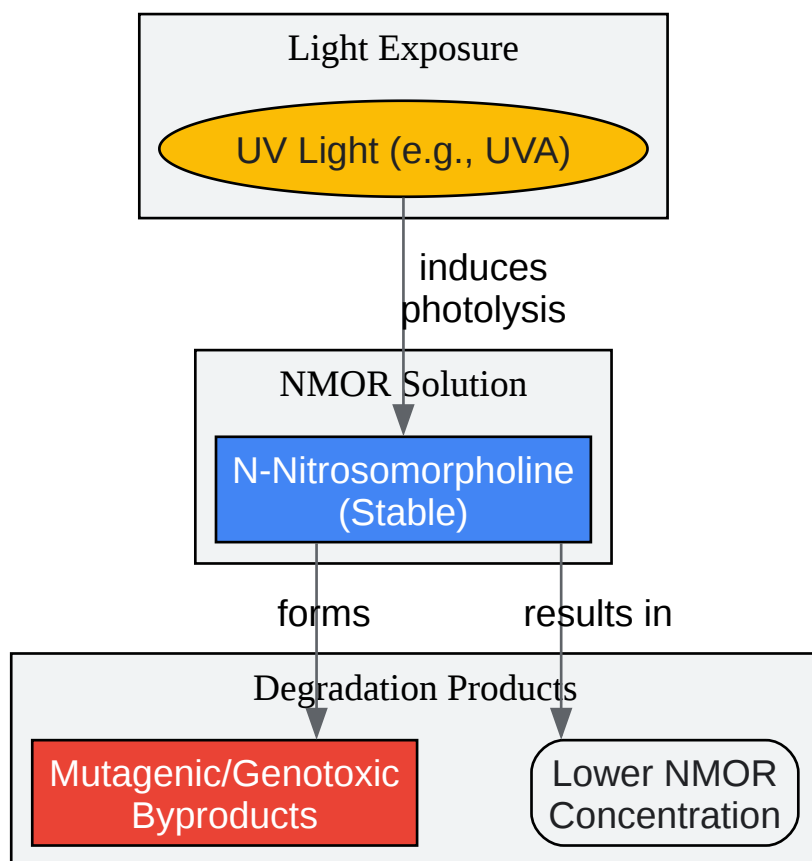 Light Exposure
UV Light (e.g., UVA)
induces
photolysis
NMOR Solution
N-Nitrosomorpholine
(Stable)
forms
results in
Degradation Products
Mutagenic/Genotoxic
Byproducts
Lower NMOR
Concentration